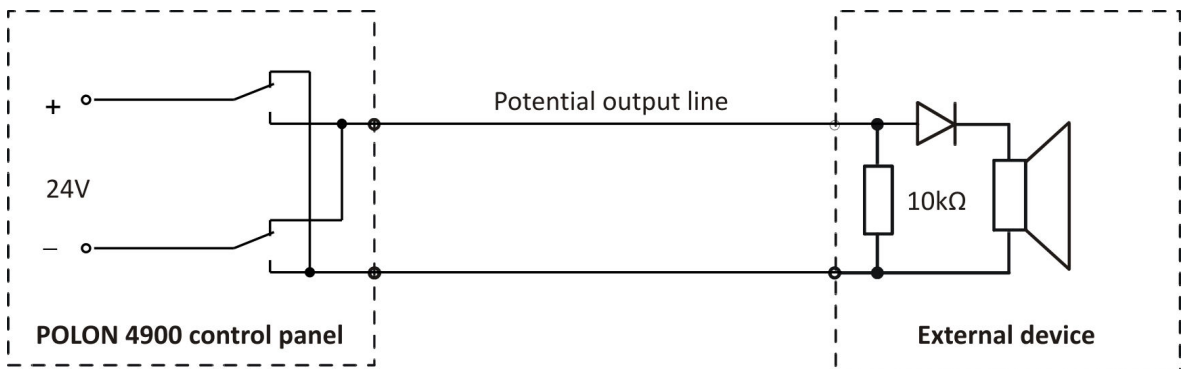 +
Potential output line
24V
10kΩ
–
POLON 4900 control panel
External device